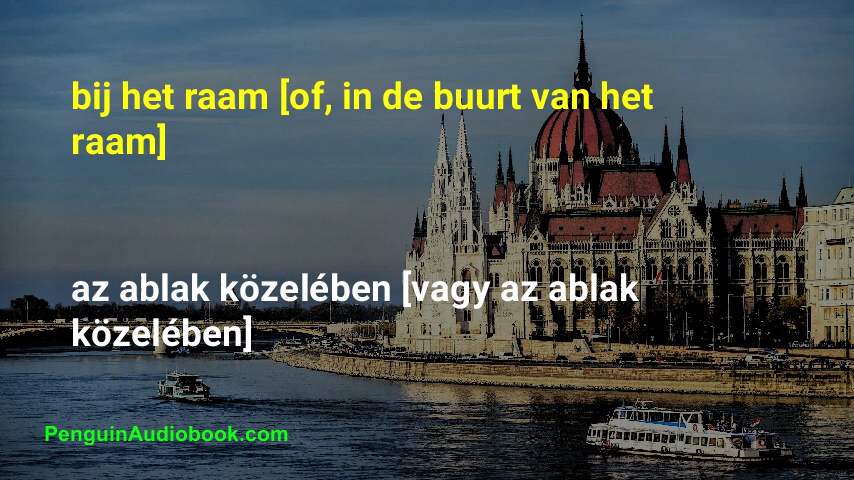 bij het raam [of, in de buurt van het
raam]
az ablak közelében [vagy az ablak
közelében]
PenguinAudiobook.com